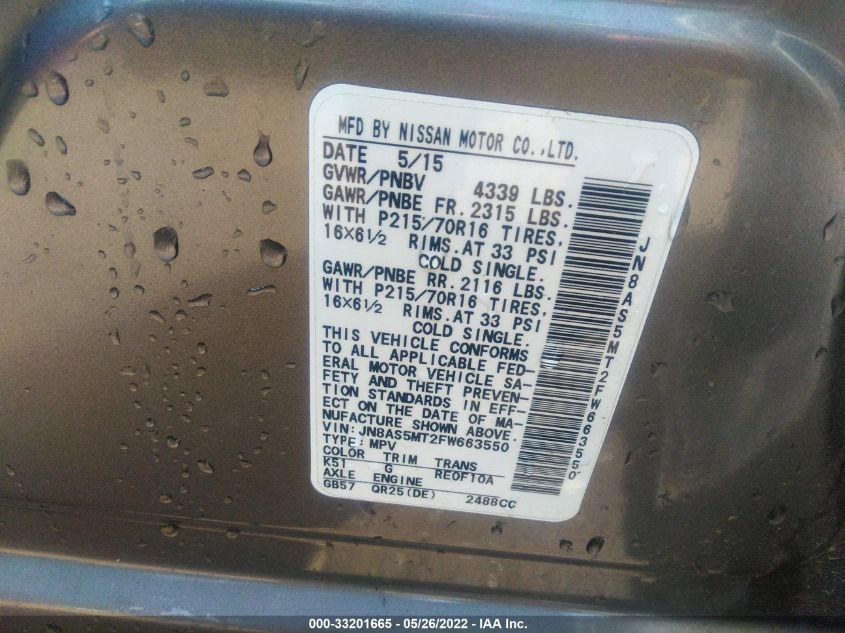 MFD BY NISSAN MOTOR CO.,LTD.
DATE 5/15
GVWR/PNBV 4339 LBS.
GAWR/PNBE FR. 2315 LBS.
WITH P215/70R16 TIRES,
16X6½ RIMS. AT 33 PSI
COLD SINGLE.
GAWR/PNBE RR. 2116 LBS.
WITH P215/70R16 TIRES,
16X6½ RIMS. AT 33 PSI
COLD SINGLE.
THIS VEHICLE CONFORMS
TO ALL APPLICABLE FED-
ERAL MOTOR VEHICLE SA-
FETY AND THEFT PREVEN-
TION STANDARDS IN EFF-
ECT ON THE DATE OF MA-
NUFACTURE SHOWN ABOVE.
VIN: JN8AS5MT2FW663550
TYPE: MPV
COLOR TRIM TRANS
K51 G RE0F10A
AXLE ENGINE
GB57 QR25(DE) 2488CC
JN8AS5MT2FW663550
000-33201665 - 05/26/2022 - IAA Inc.